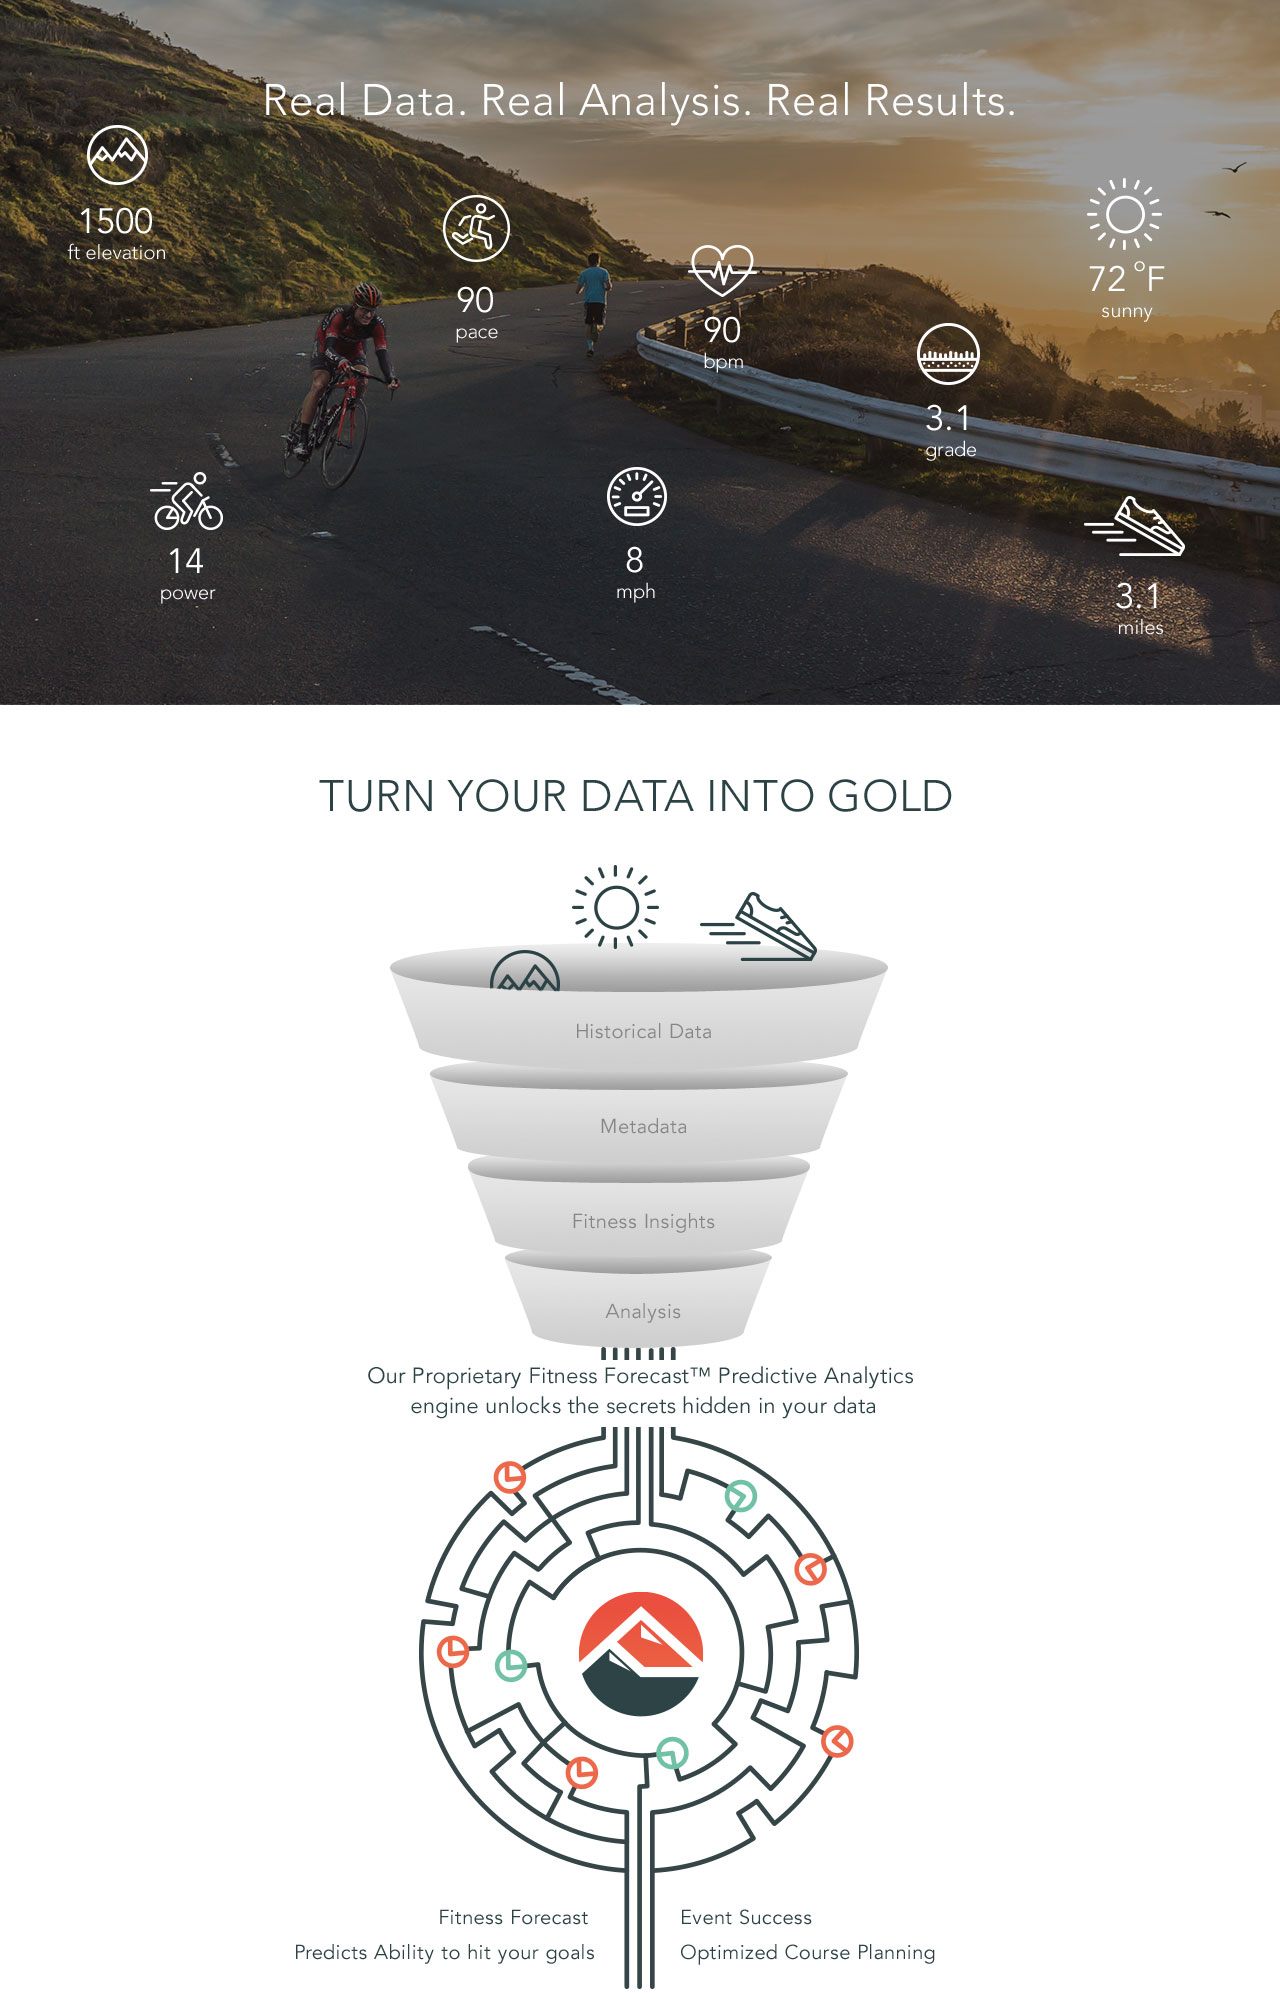 Real Data. Real Analysis. Real Results.
1500
ft elevation
90
pace
90
bpm
72 °F
sunny
3.1
grade
14
power
8
mph
3.1
miles
TURN YOUR DATA INTO GOLD
Historical Data
Metadata
Fitness Insights
Analysis
Our Proprietary Fitness Forecast™ Predictive Analytics
engine unlocks the secrets hidden in your data
Fitness Forecast
Predicts Ability to hit your goals
Event Success
Optimized Course Planning